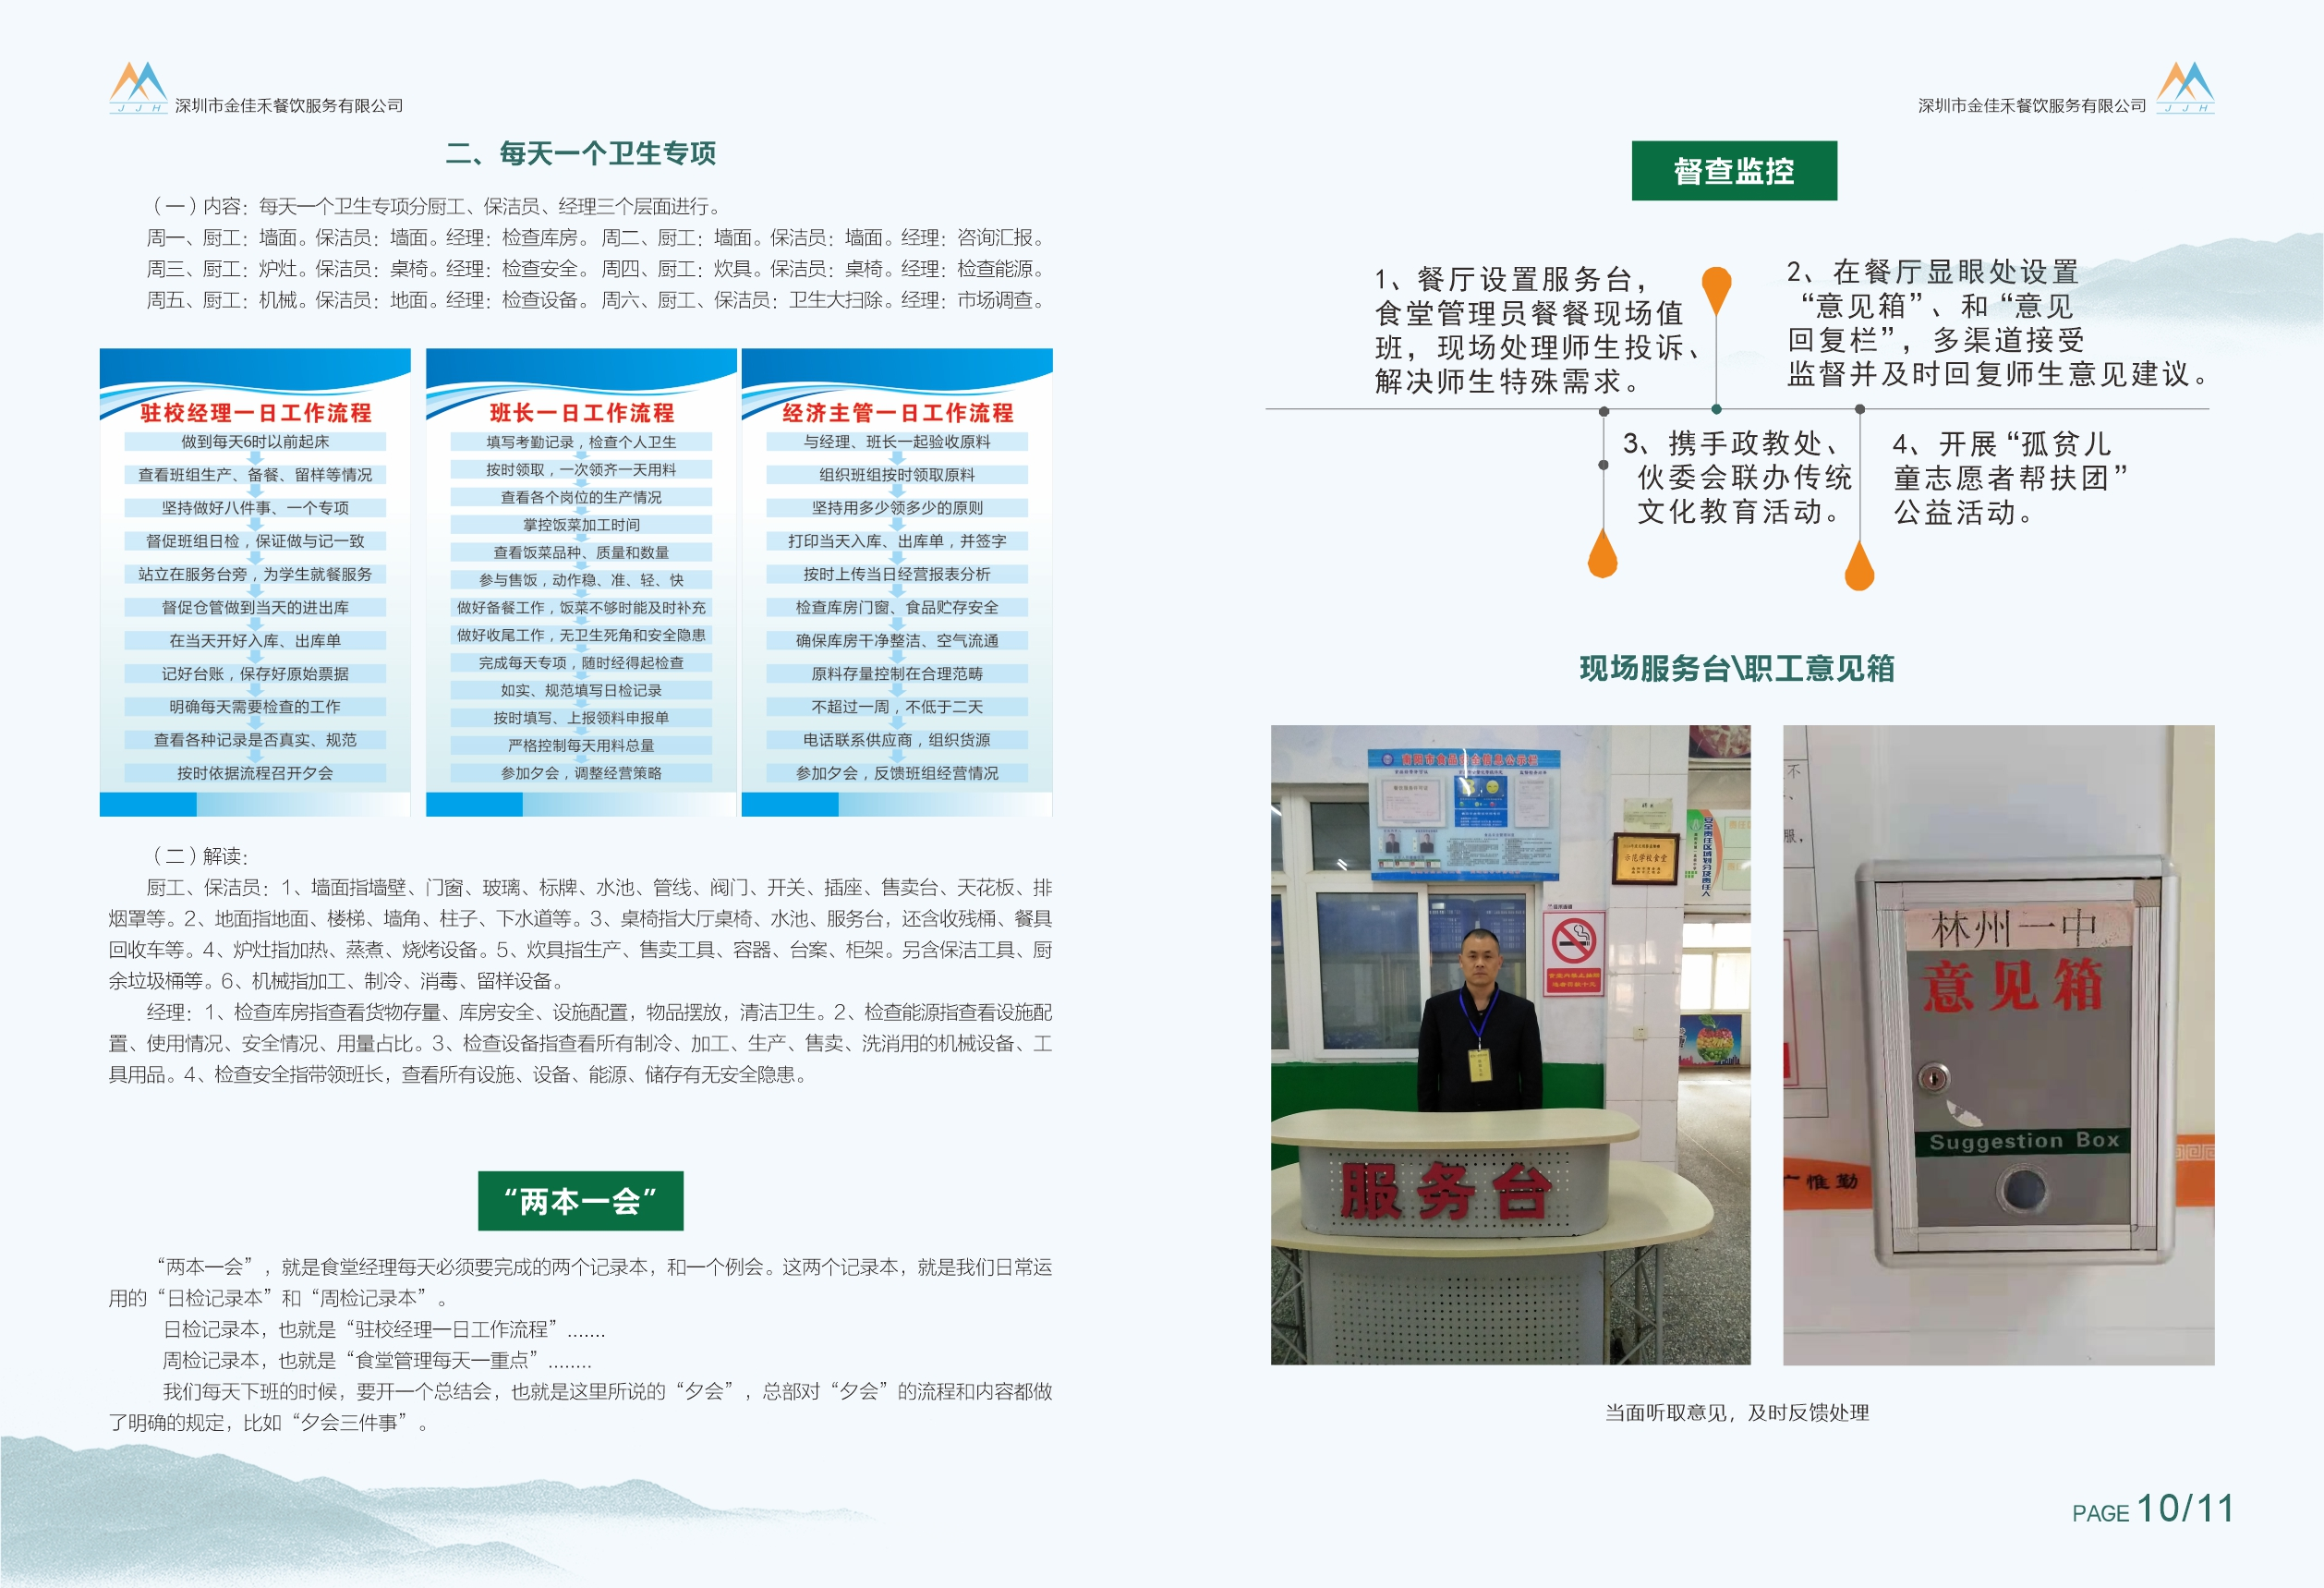 JJH
深圳市金佳禾餐饮服务有限公司
二、每天一个卫生专项
（一）内容：每天一个卫生专项分厨工、保洁员、经理三个层面进行。
周一、厨工：墙面。保洁员：墙面。经理：检查库房。周二、厨工：墙面。保洁员：墙面。经理：咨询汇报。
周三、厨工：炉灶。保洁员：桌椅。经理：检查安全。周四、厨工：炊具。保洁员：桌椅。经理：检查能源。
周五、厨工：机械。保洁员：地面。经理：检查设备。周六、厨工、保洁员：卫生大扫除。经理：市场调查。
驻校经理一日工作流程
做到每天6时以前起床
查看班组生产、备餐、留样等情况
坚持做好八件事、一个专项
督促班组日检，保证做与记一致
站立在服务台旁，为学生就餐服务
督促仓管做到当天的进出库
在当天开好入库、出库单
记好台账，保存好原始票据
明确每天需要检查的工作
查看各种记录是否真实、规范
按时依据流程召开夕会
班长一日工作流程
填写考勤记录，检查个人卫生
按时领取，一次领齐一天用料
查看各个岗位的生产情况
掌控饭菜加工时间
查看饭菜品种、质量和数量
参与售饭，动作稳、准、轻、快
做好备餐工作，饭菜不够时能及时补充
做好收尾工作，无卫生死角和安全隐患
完成每天专项，随时经得起检查
如实、规范填写日检记录
按时填写、上报领料申报单
严格控制每天用料总量
参加夕会，调整经营策略
经济主管一日工作流程
与经理、班长一起验收原料
组织班组按时领取原料
坚持用多少领多少的原则
打印当天入库、出库单，并签字
按时上传当日经营报表分析
检查库房门窗、食品贮存安全
确保库房干净整洁、空气流通
原料存量控制在合理范畴
不超过一周，不低于二天
电话联系供应商，组织货源
参加夕会，反馈班组经营情况
（二）解读：
厨工、保洁员：1、墙面指墙壁、门窗、玻璃、标牌、水池、管线、阀门、开关、插座、售卖台、天花板、排
烟罩等。2、地面指地面、楼梯、墙角、柱子、下水道等。3、桌椅指大厅桌椅、水池、服务台，还含收残桶、餐具
回收车等。4、炉灶指加热、蒸煮、烧烤设备。5、炊具指生产、售卖工具、容器、台案、柜架。另含保洁工具、厨
余垃圾桶等。6、机械指加工、制冷、消毒、留样设备。
经理：1、检查库房指查看货物存量、库房安全、设施配置，物品摆放，清洁卫生。2、检查能源指查看设施配
置、使用情况、安全情况、用量占比。3、检查设备指查看所有制冷、加工、生产、售卖、洗消用的机械设备、工
具用品。4、检查安全指带领班长，查看所有设施、设备、能源、储存有无安全隐患。
“两本一会”
“两本一会”，就是食堂经理每天必须要完成的两个记录本，和一个例会。这两个记录本，就是我们日常运
用的“日检记录本”和“周检记录本”。
日检记录本，也就是“驻校经理一日工作流程”.......
周检记录本，也就是“食堂管理每天一重点”........
我们每天下班的时候，要开一个总结会，也就是这里所说的“夕会”，总部对“夕会”的流程和内容都做
了明确的规定，比如“夕会三件事”。
深圳市金佳禾餐饮服务有限公司
JJH
督查监控
1、餐厅设置服务台，
食堂管理员餐餐现场值
班，现场处理师生投诉、
解决师生特殊需求。
2、在餐厅显眼处设置
“意见箱”、和“意见
回复栏”，多渠道接受
监督并及时回复师生意见建议。
3、携手政教处、
伙委会联办传统
文化教育活动。
4、开展“孤贫儿
童志愿者帮扶团”
公益活动。
现场服务台\职工意见箱
南阳市食品安全信息公示栏
示范学校食堂
安全责任区域划分及责任人
服务台
不
服，
林州一中
意见箱
Suggestion Box
广惟勤
当面听取意见，及时反馈处理
PAGE 10/11